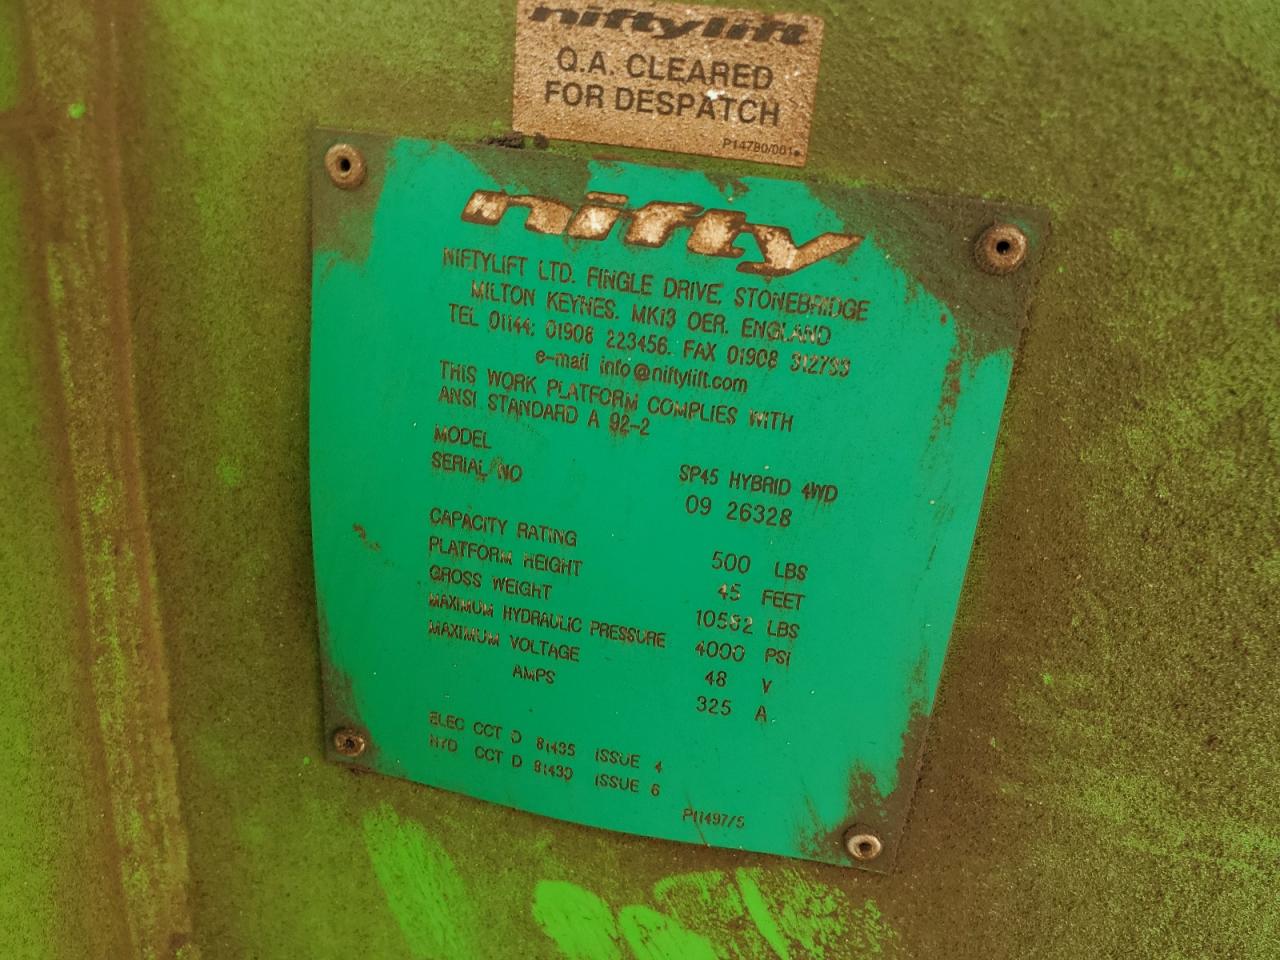 niftylift
Q.A. CLEARED
FOR DESPATCH
P14780/001
nifty
NIFTYLIFT LTD. FINGLE DRIVE, STONEBRIDGE
MILTON KEYNES. MK13 OER. ENGLAND
TEL 01144: 01908 223456. FAX 01908 312733
e-mail info@niftylift.com
THIS WORK PLATFORM COMPLIES WITH
ANSI STANDARD A 92-2
MODEL SP45 HYBRID 4WD
SERIAL/NO 09 26328
CAPACITY RATING 500 LBS
PLATFORM HEIGHT 45 FEET
GROSS WEIGHT 10582 LBS
MAXIMUM HYDRAULIC PRESSURE 4000 PSI
MAXIMUM VOLTAGE 48 V
AMPS 325 A
ELEC CCT D 81435 ISSUE 4
HYD CCT D 81430 ISSUE 6
P11497/5